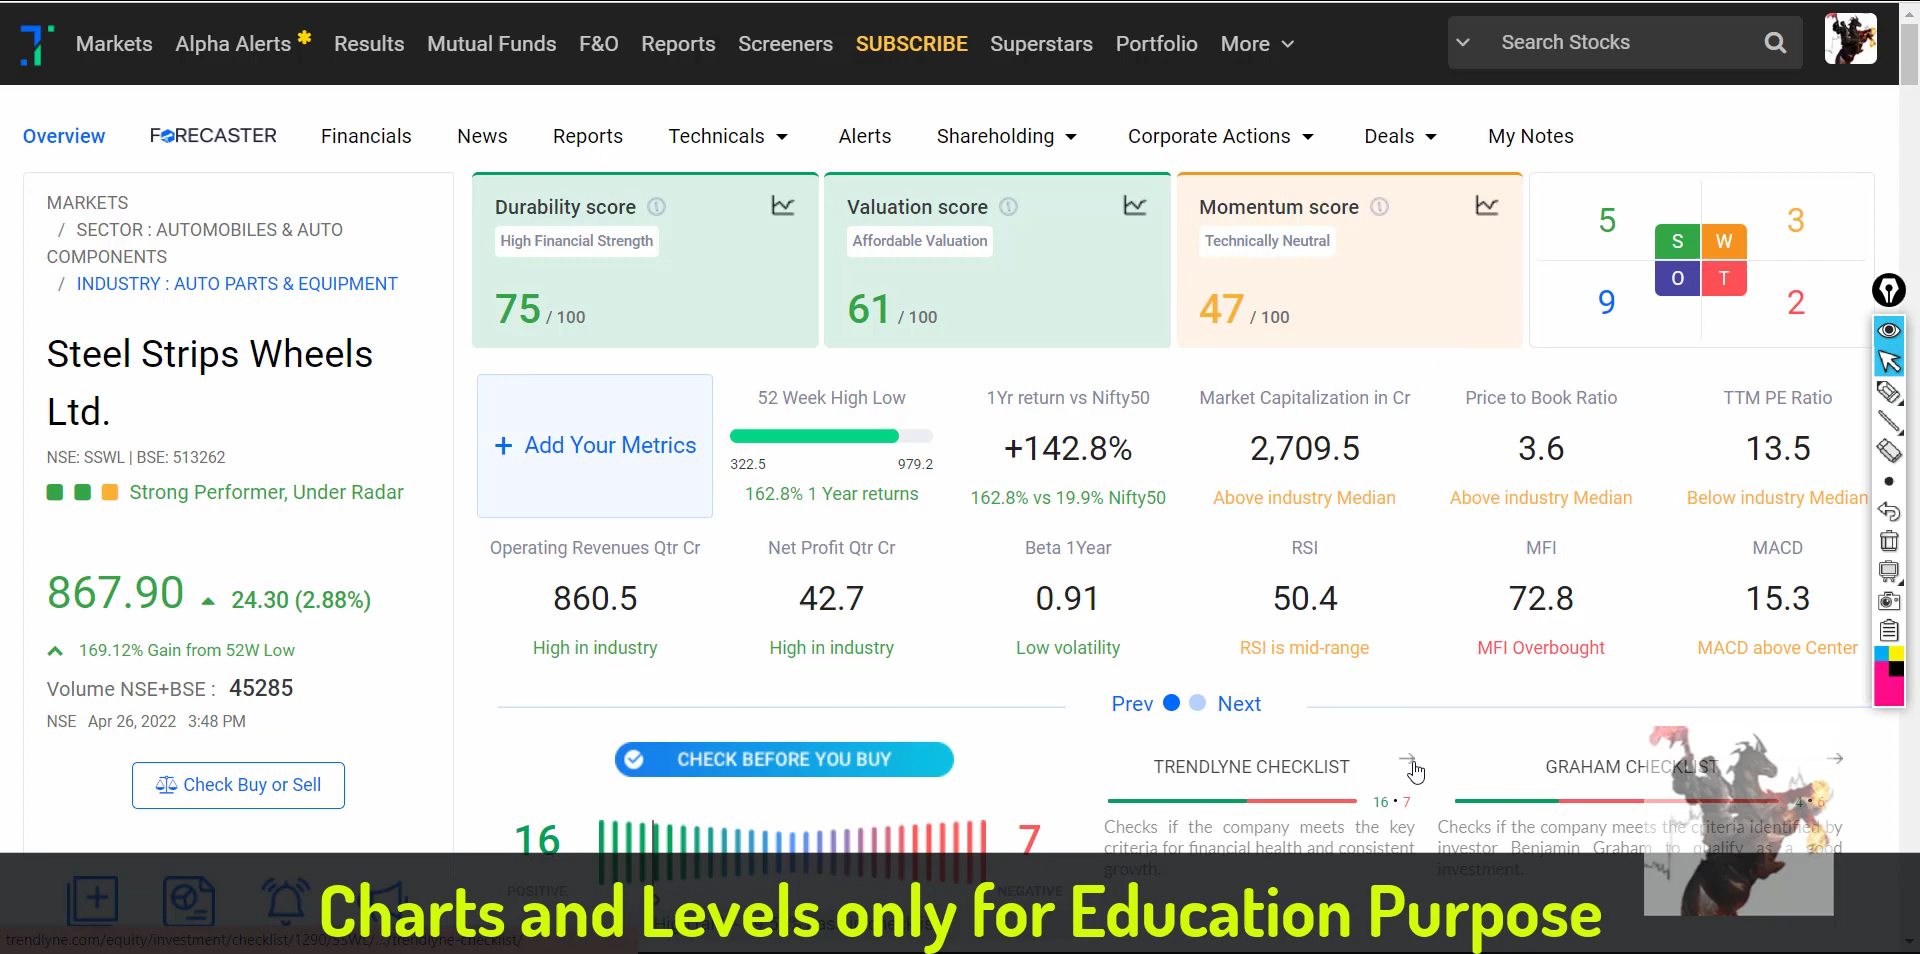 Markets Alpha Alerts Results Mutual Funds F&O Reports Screeners SUBSCRIBE Superstars Portfolio More Search Stocks
Overview FORECASTER Financials News Reports Technicals Alerts Shareholding Corporate Actions Deals My Notes
MARKETS
/ SECTOR : AUTOMOBILES & AUTO
COMPONENTS
/ INDUSTRY : AUTO PARTS & EQUIPMENT
Steel Strips Wheels
Ltd.
NSE: SSWL | BSE: 513262
Strong Performer, Under Radar
867.90 24.30 (2.88%)
169.12% Gain from 52W Low
Volume NSE+BSE : 45285
NSE Apr 26, 2022 3:48 PM
Check Buy or Sell
Durability score
High Financial Strength
75 / 100
Valuation score
Affordable Valuation
61 / 100
Momentum score
Technically Neutral
47 / 100
5 3
S W
O T
9 2
+ Add Your Metrics
52 Week High Low
322.5 979.2
162.8% 1 Year returns
1Yr return vs Nifty50
+142.8%
162.8% vs 19.9% Nifty50
Market Capitalization in Cr
2,709.5
Above industry Median
Price to Book Ratio
3.6
Above industry Median
TTM PE Ratio
13.5
Below industry Median
Operating Revenues Qtr Cr
860.5
High in industry
Net Profit Qtr Cr
42.7
High in industry
Beta 1Year
0.91
Low volatility
RSI
50.4
RSI is mid-range
MFI
72.8
MFI Overbought
MACD
15.3
MACD above Center
Prev Next
CHECK BEFORE YOU BUY
16 7
POSITIVE NEGATIVE
TRENDLYNE CHECKLIST
16 • 7
Checks if the company meets the key
criteria for financial health and consistent
growth.
GRAHAM CHECKLIST
4 • 6
Checks if the company meets the criteria identified by
investor Benjamin Graham to qualify as a good
investment.
Charts and Levels only for Education Purpose
trendlyne.com/equity/investment/checklist/1290/SSWL/.../trendlyne-checklist/